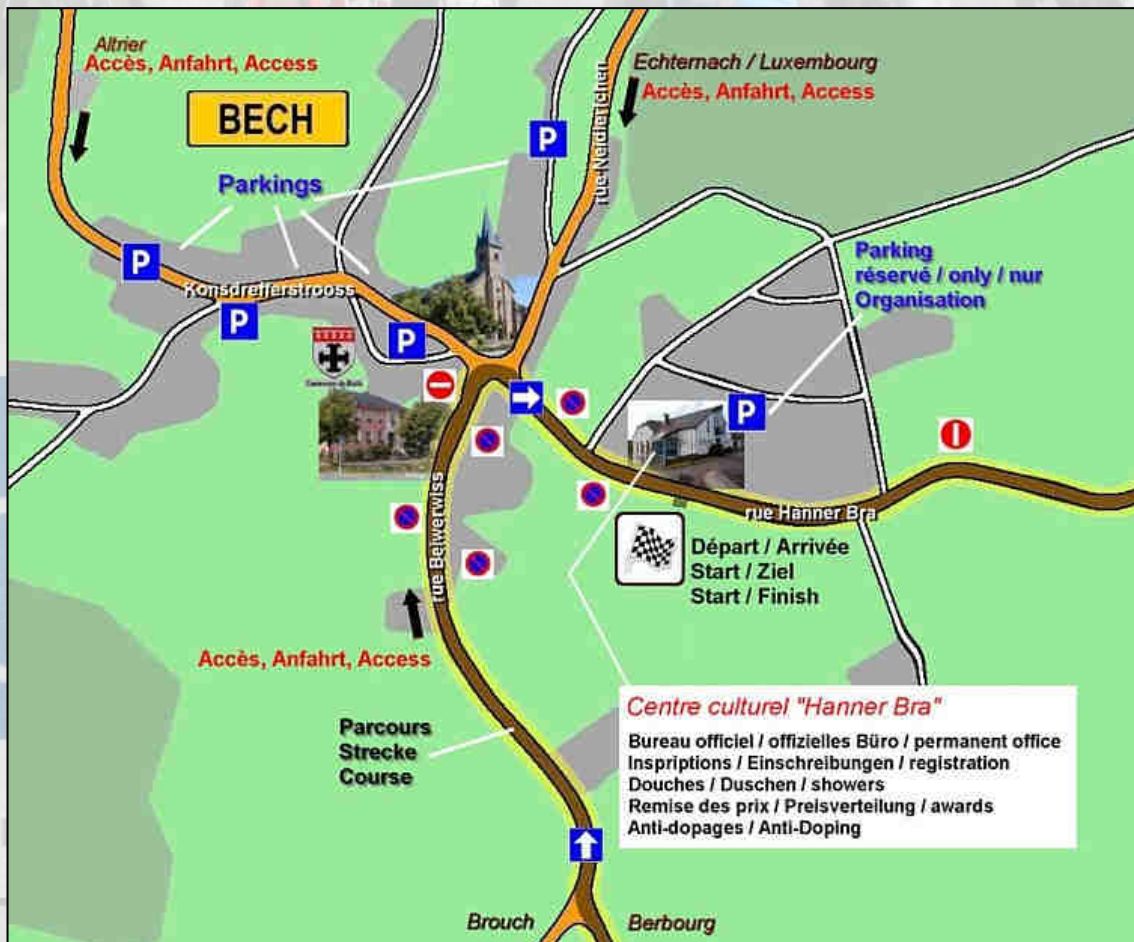 Altrier
Accès, Anfahrt, Access
BECH
Echternach / Luxembourg
Accès, Anfahrt, Access
rue Neidierichen
P
Parkings
P
Konsdrefferstrooss
P
P
Parking
réservé / only / nur
Organisation
P
rue Hanner Bra
rue Beiwerwiss
Départ / Arrivée
Start / Ziel
Start / Finish
Accès, Anfahrt, Access
Parcours
Strecke
Course
Centre culturel "Hanner Bra"
Bureau officiel / offizielles Büro / permanent office
Inspriptions / Einschreibungen / registration
Douches / Duschen / showers
Remise des prix / Preisverteilung / awards
Anti-dopages / Anti-Doping
Brouch
Berbourg